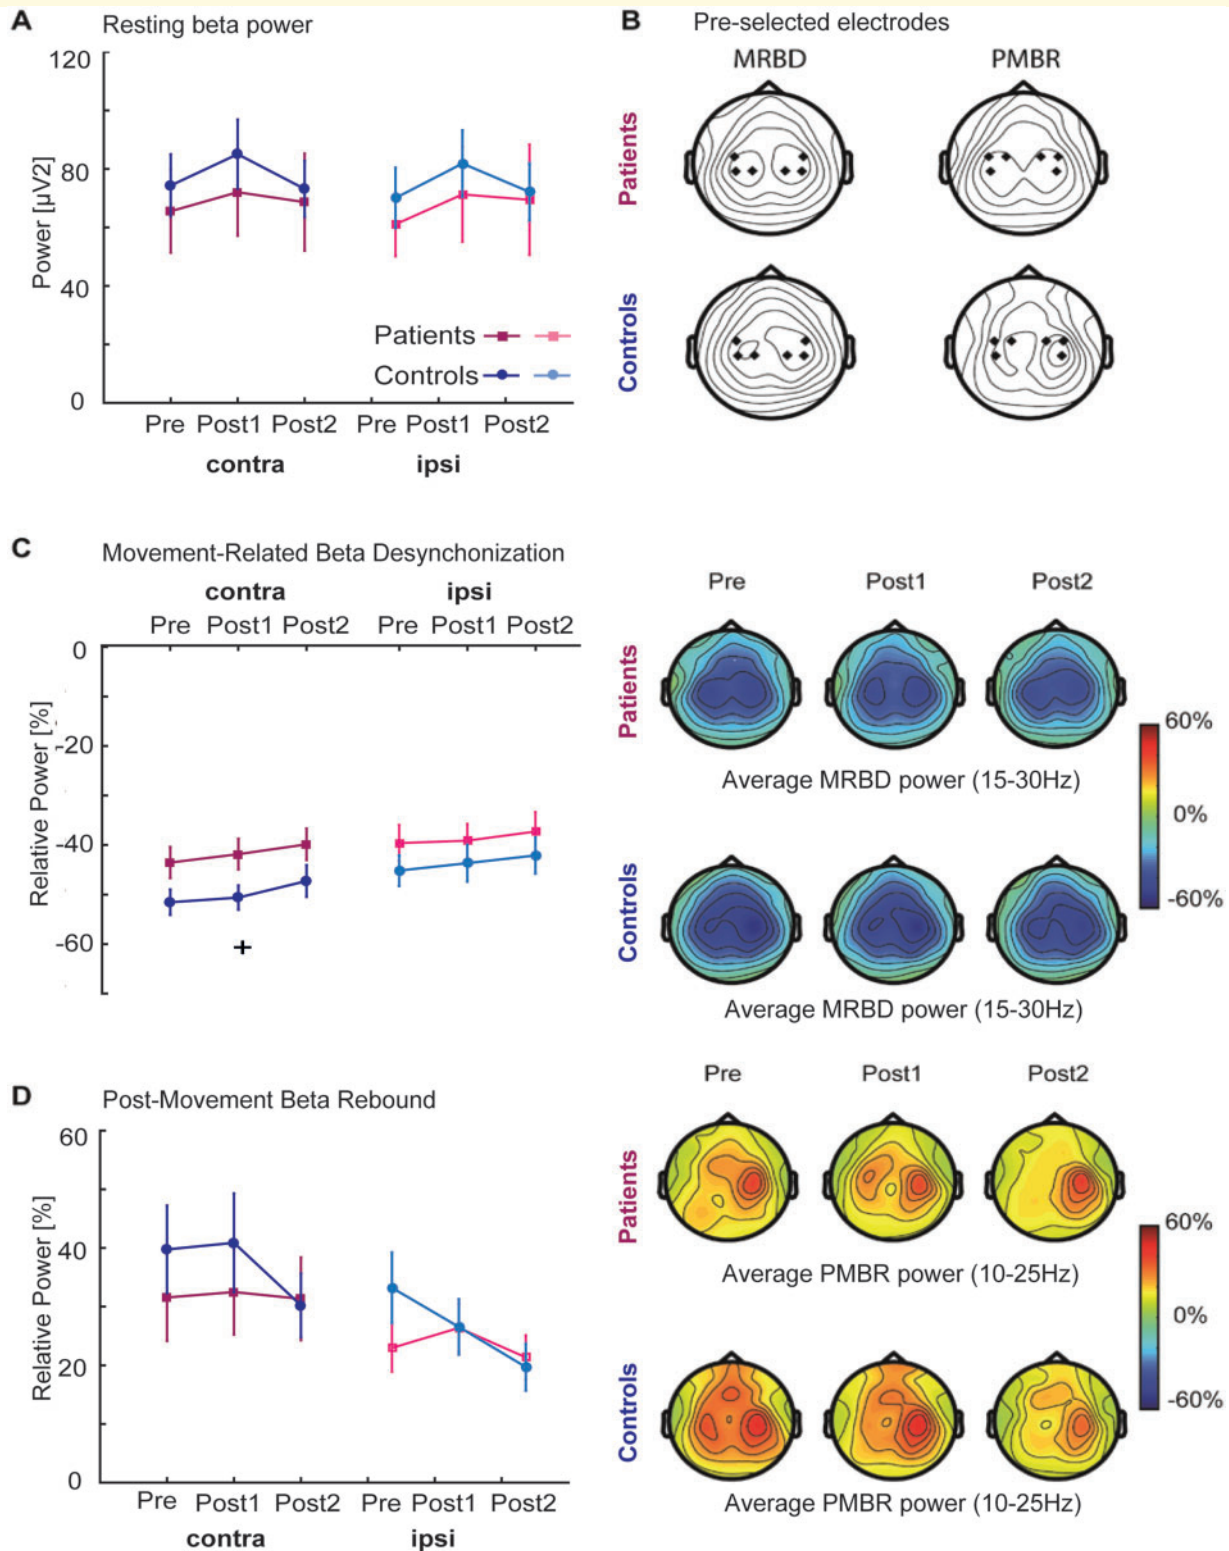 A Resting beta power
120
80
40
0
Power [µV2]
Patients
Controls
Pre Post1 Post2 Pre Post1 Post2
contra ipsi
B Pre-selected electrodes
MRBD PMBR
Patients
Controls
C Movement-Related Beta Desynchonization
contra ipsi
Pre Post1 Post2 Pre Post1 Post2
0
-20
-40
-60
Relative Power [%]
+
Pre Post1 Post2
Patients
Average MRBD power (15-30Hz)
Controls
Average MRBD power (15-30Hz)
60%
0%
-60%
D Post-Movement Beta Rebound
60
40
20
0
Relative Power [%]
Pre Post1 Post2 Pre Post1 Post2
contra ipsi
Pre Post1 Post2
Patients
Average PMBR power (10-25Hz)
Controls
Average PMBR power (10-25Hz)
60%
0%
-60%